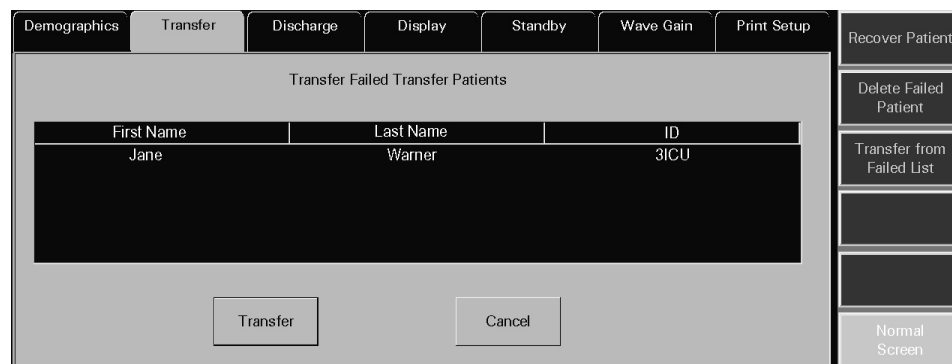 Demographics Transfer Discharge Display Standby Wave Gain Print Setup
Transfer Failed Transfer Patients
First Name Last Name ID
Jane Warner 3ICU
Transfer Cancel
Recover Patient
Delete Failed
Patient
Transfer from
Failed List
Normal
Screen